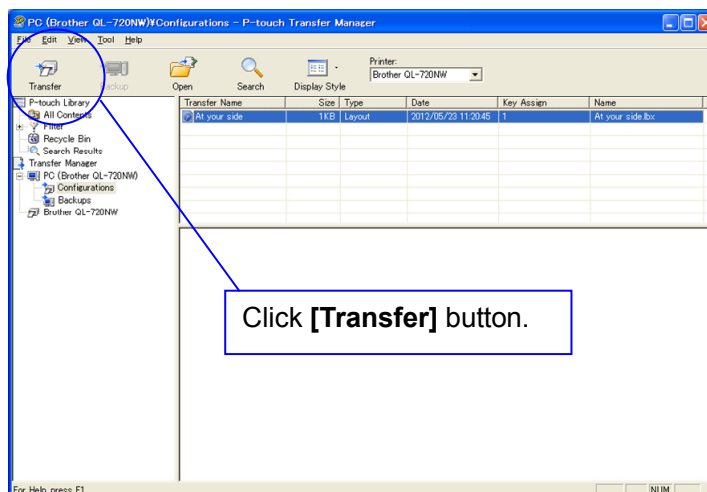 PC (Brother QL-720NW)¥Configurations - P-touch Transfer Manager
File Edit View Tool Help
Printer:
Brother QL-720NW
Transfer Backup Open Search Display Style
P-touch Library
All Contents
Filter
Recycle Bin
Search Results
Transfer Manager
PC (Brother QL-720NW)
Configurations
Backups
Brother QL-720NW
Transfer Name Size Type Date Key Assign Name
At your side 1KB Layout 2012/05/23 11:20:45 1 At your side.lbx
Click [Transfer] button.
For Help, press F1
NUM